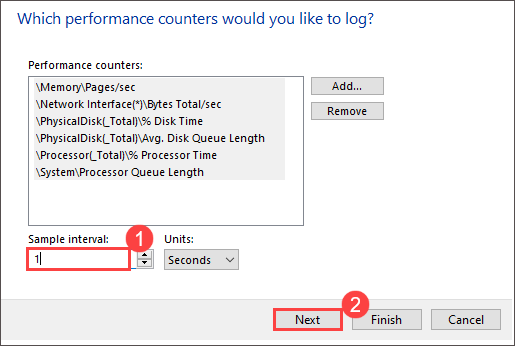 Which performance counters would you like to log?
Performance counters:
\Memory\Pages/sec
\Network Interface(*)\Bytes Total/sec
\PhysicalDisk(_Total)\% Disk Time
\PhysicalDisk(_Total)\Avg. Disk Queue Length
\Processor(_Total)\% Processor Time
\System\Processor Queue Length
Add...
Remove
Sample interval: 1 Units:
1 Seconds
2
Next Finish Cancel